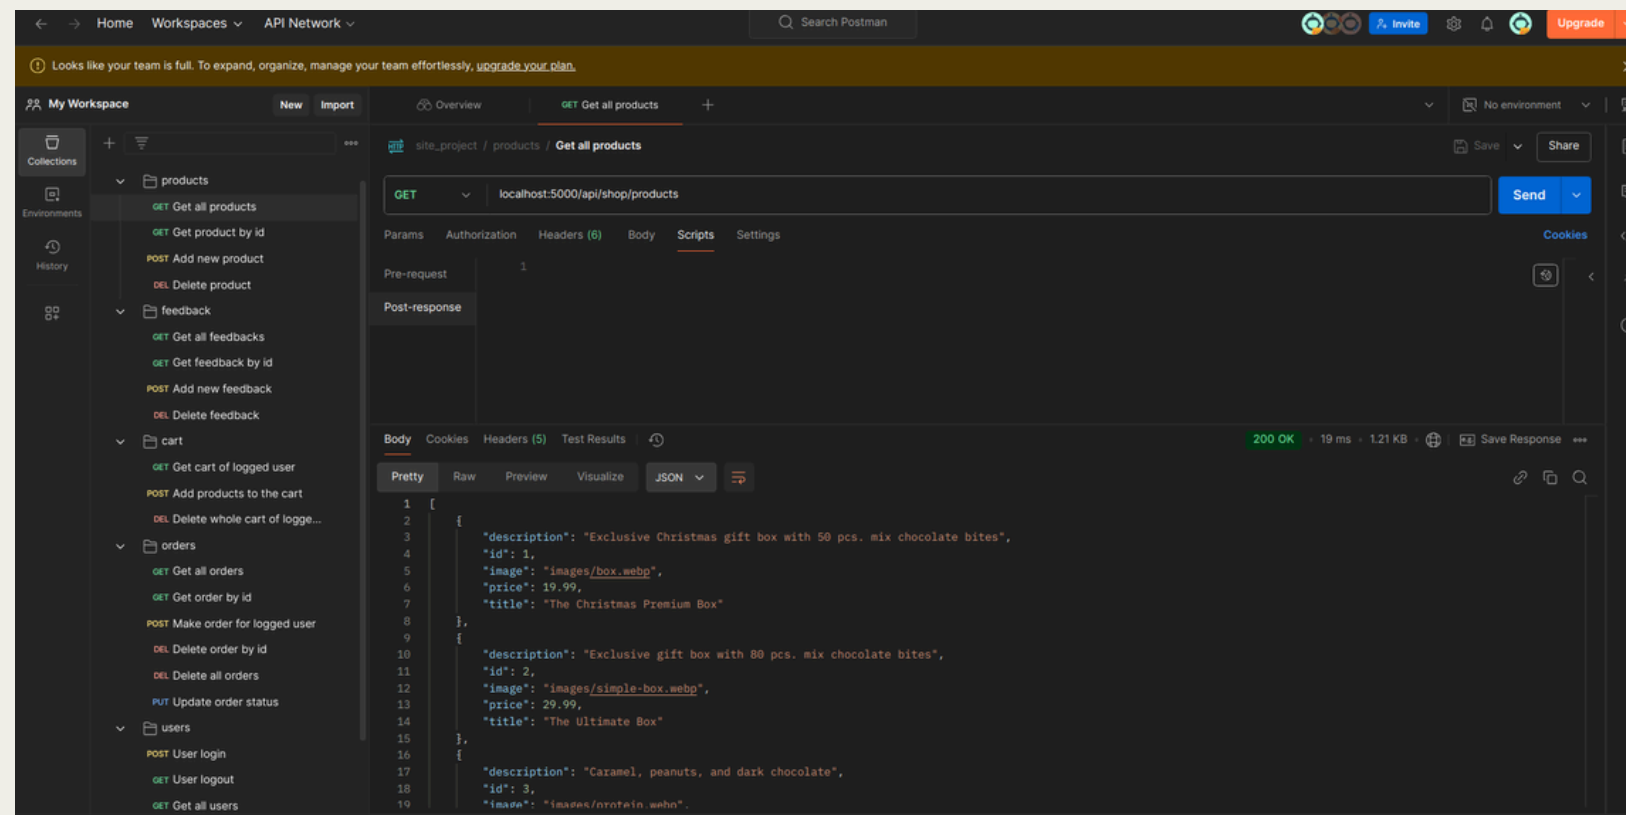 Home Workspaces API Network Search Postman Invite Upgrade
Looks like your team is full. To expand, organize, manage your team effortlessly, upgrade your plan.
My Workspace New Import Overview GET Get all products No environment
Collections
Environments
History
products
GET Get all products
GET Get product by id
POST Add new product
DEL Delete product
feedback
GET Get all feedbacks
GET Get feedback by id
POST Add new feedback
DEL Delete feedback
cart
GET Get cart of logged user
POST Add products to the cart
DEL Delete whole cart of logge...
orders
GET Get all orders
GET Get order by id
POST Make order for logged user
DEL Delete order by id
DEL Delete all orders
PUT Update order status
users
POST User login
GET User logout
GET Get all users
HTTP site_project / products / Get all products Save Share
GET localhost:5000/api/shop/products Send
Params Authorization Headers (6) Body Scripts Settings Cookies
Pre-request 1
Post-response
Body Cookies Headers (5) Test Results 200 OK 19 ms 1.21 KB Save Response
Pretty Raw Preview Visualize JSON
1 [
2 {
3 "description": "Exclusive Christmas gift box with 50 pcs. mix chocolate bites",
4 "id": 1,
5 "image": "images/box.webp",
6 "price": 19.99,
7 "title": "The Christmas Premium Box"
8 },
9 {
10 "description": "Exclusive gift box with 80 pcs. mix chocolate bites",
11 "id": 2,
12 "image": "images/simple-box.webp",
13 "price": 29.99,
14 "title": "The Ultimate Box"
15 },
16 {
17 "description": "Caramel, peanuts, and dark chocolate",
18 "id": 3,
19 "image": "images/protein.webp",